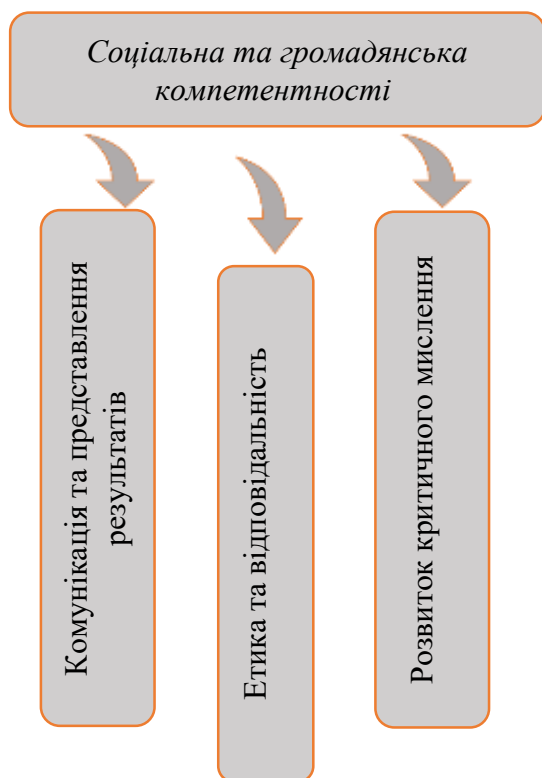 Соціальна та громадянська
компетентності
Комунікація та представлення
результатів
Етика та відповідальність
Розвиток критичного мислення